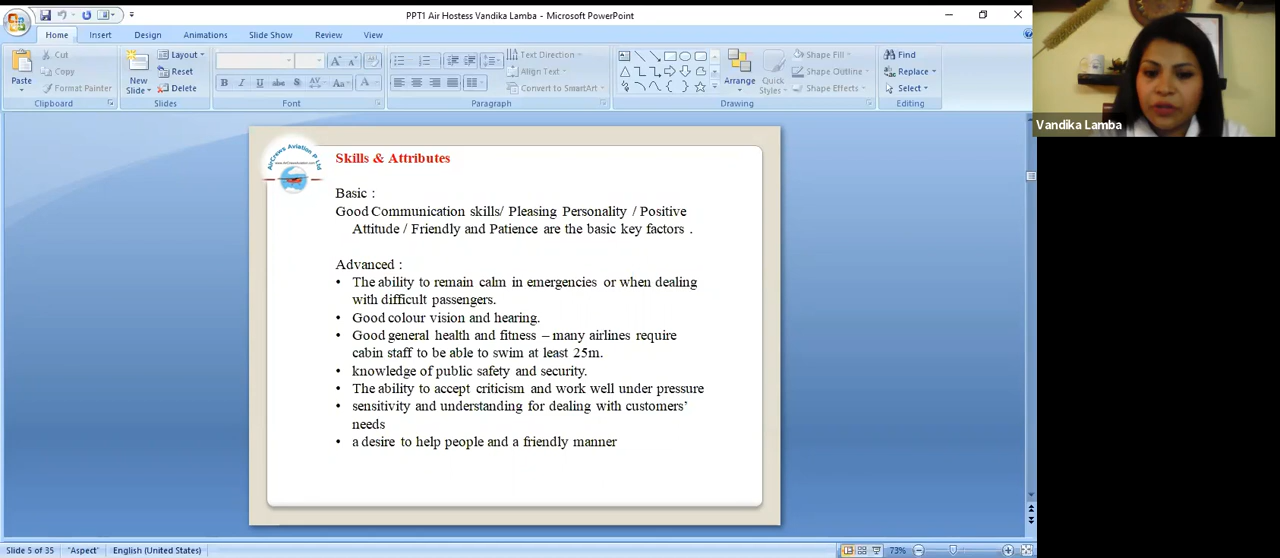 PPT1 Air Hostess Vandika Lamba - Microsoft PowerPoint
Home Insert Design Animations Slide Show Review View
Paste
Cut
Copy
Format Painter
Clipboard
New Slide
Layout
Reset
Delete
Slides
B I U abc S AV Aa A
Font
Text Direction
Align Text
Convert to SmartArt
Paragraph
Arrange
Quick Styles
Shape Fill
Shape Outline
Shape Effects
Drawing
Find
Replace
Select
Editing
Vandika Lamba
AirCrews Aviation P Ltd
Skills & Attributes
Basic :
Good Communication skills/ Pleasing Personality / Positive
Attitude / Friendly and Patience are the basic key factors .
Advanced :
• The ability to remain calm in emergencies or when dealing
with difficult passengers.
• Good colour vision and hearing.
• Good general health and fitness – many airlines require
cabin staff to be able to swim at least 25m.
• knowledge of public safety and security.
• The ability to accept criticism and work well under pressure
• sensitivity and understanding for dealing with customers’
needs
• a desire to help people and a friendly manner
Slide 5 of 35 "Aspect" English (United States) 73%